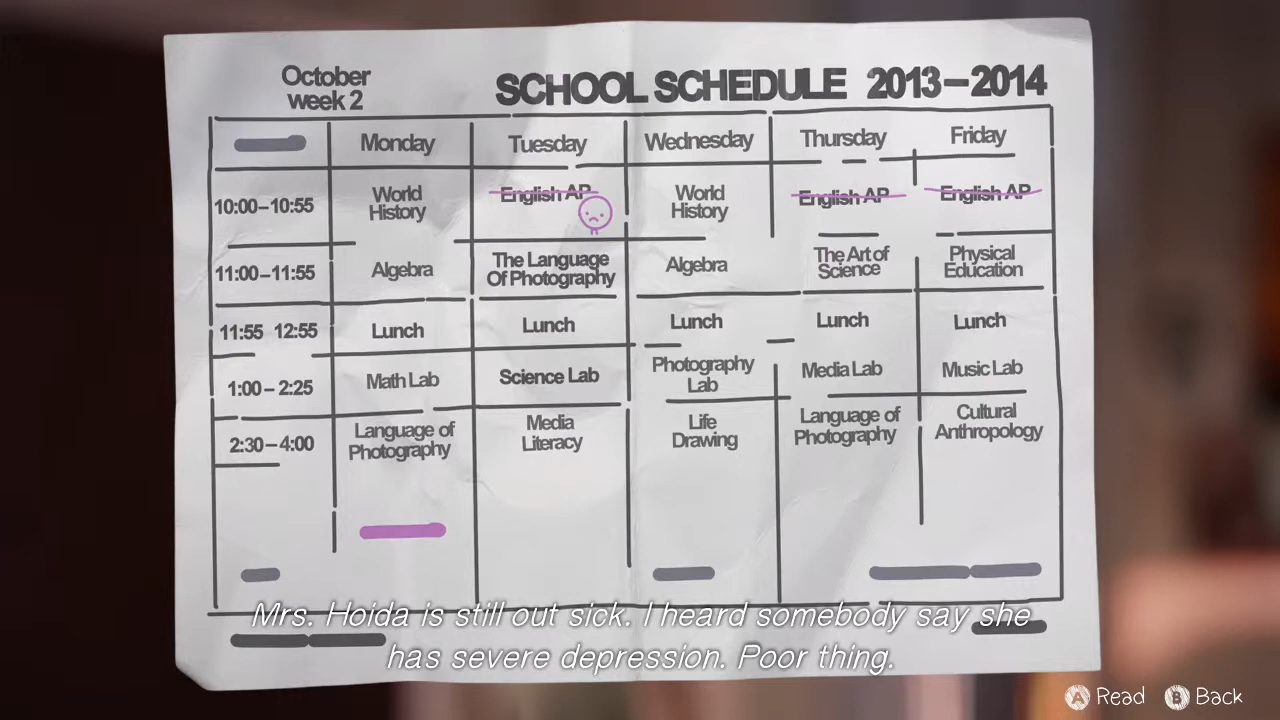 October
week 2
SCHOOL SCHEDULE 2013-2014
Monday Tuesday Wednesday Thursday Friday
10:00-10:55 World History English AP World History English AP English AP
11:00-11:55 Algebra The Language Of Photography Algebra The Art of Science Physical Education
11:55 12:55 Lunch Lunch Lunch Lunch Lunch
1:00-2:25 Math Lab Science Lab Photography Lab Media Lab Music Lab
2:30-4:00 Language of Photography Media Literacy Life Drawing Language of Photography Cultural Anthropology
Mrs. Hoida is still out sick. I heard somebody say she
has severe depression. Poor thing.
A Read B Back